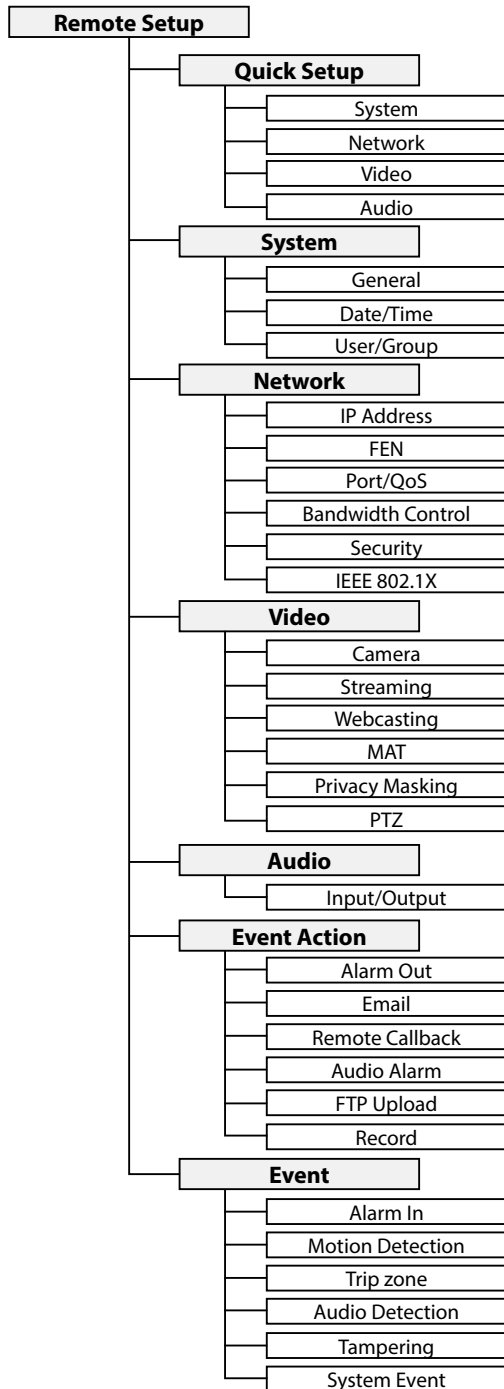 Remote Setup
Quick Setup
System
Network
Video
Audio
System
General
Date/Time
User/Group
Network
IP Address
FEN
Port/QoS
Bandwidth Control
Security
IEEE 802.1X
Video
Camera
Streaming
Webcasting
MAT
Privacy Masking
PTZ
Audio
Input/Output
Event Action
Alarm Out
Email
Remote Callback
Audio Alarm
FTP Upload
Record
Event
Alarm In
Motion Detection
Trip zone
Audio Detection
Tampering
System Event